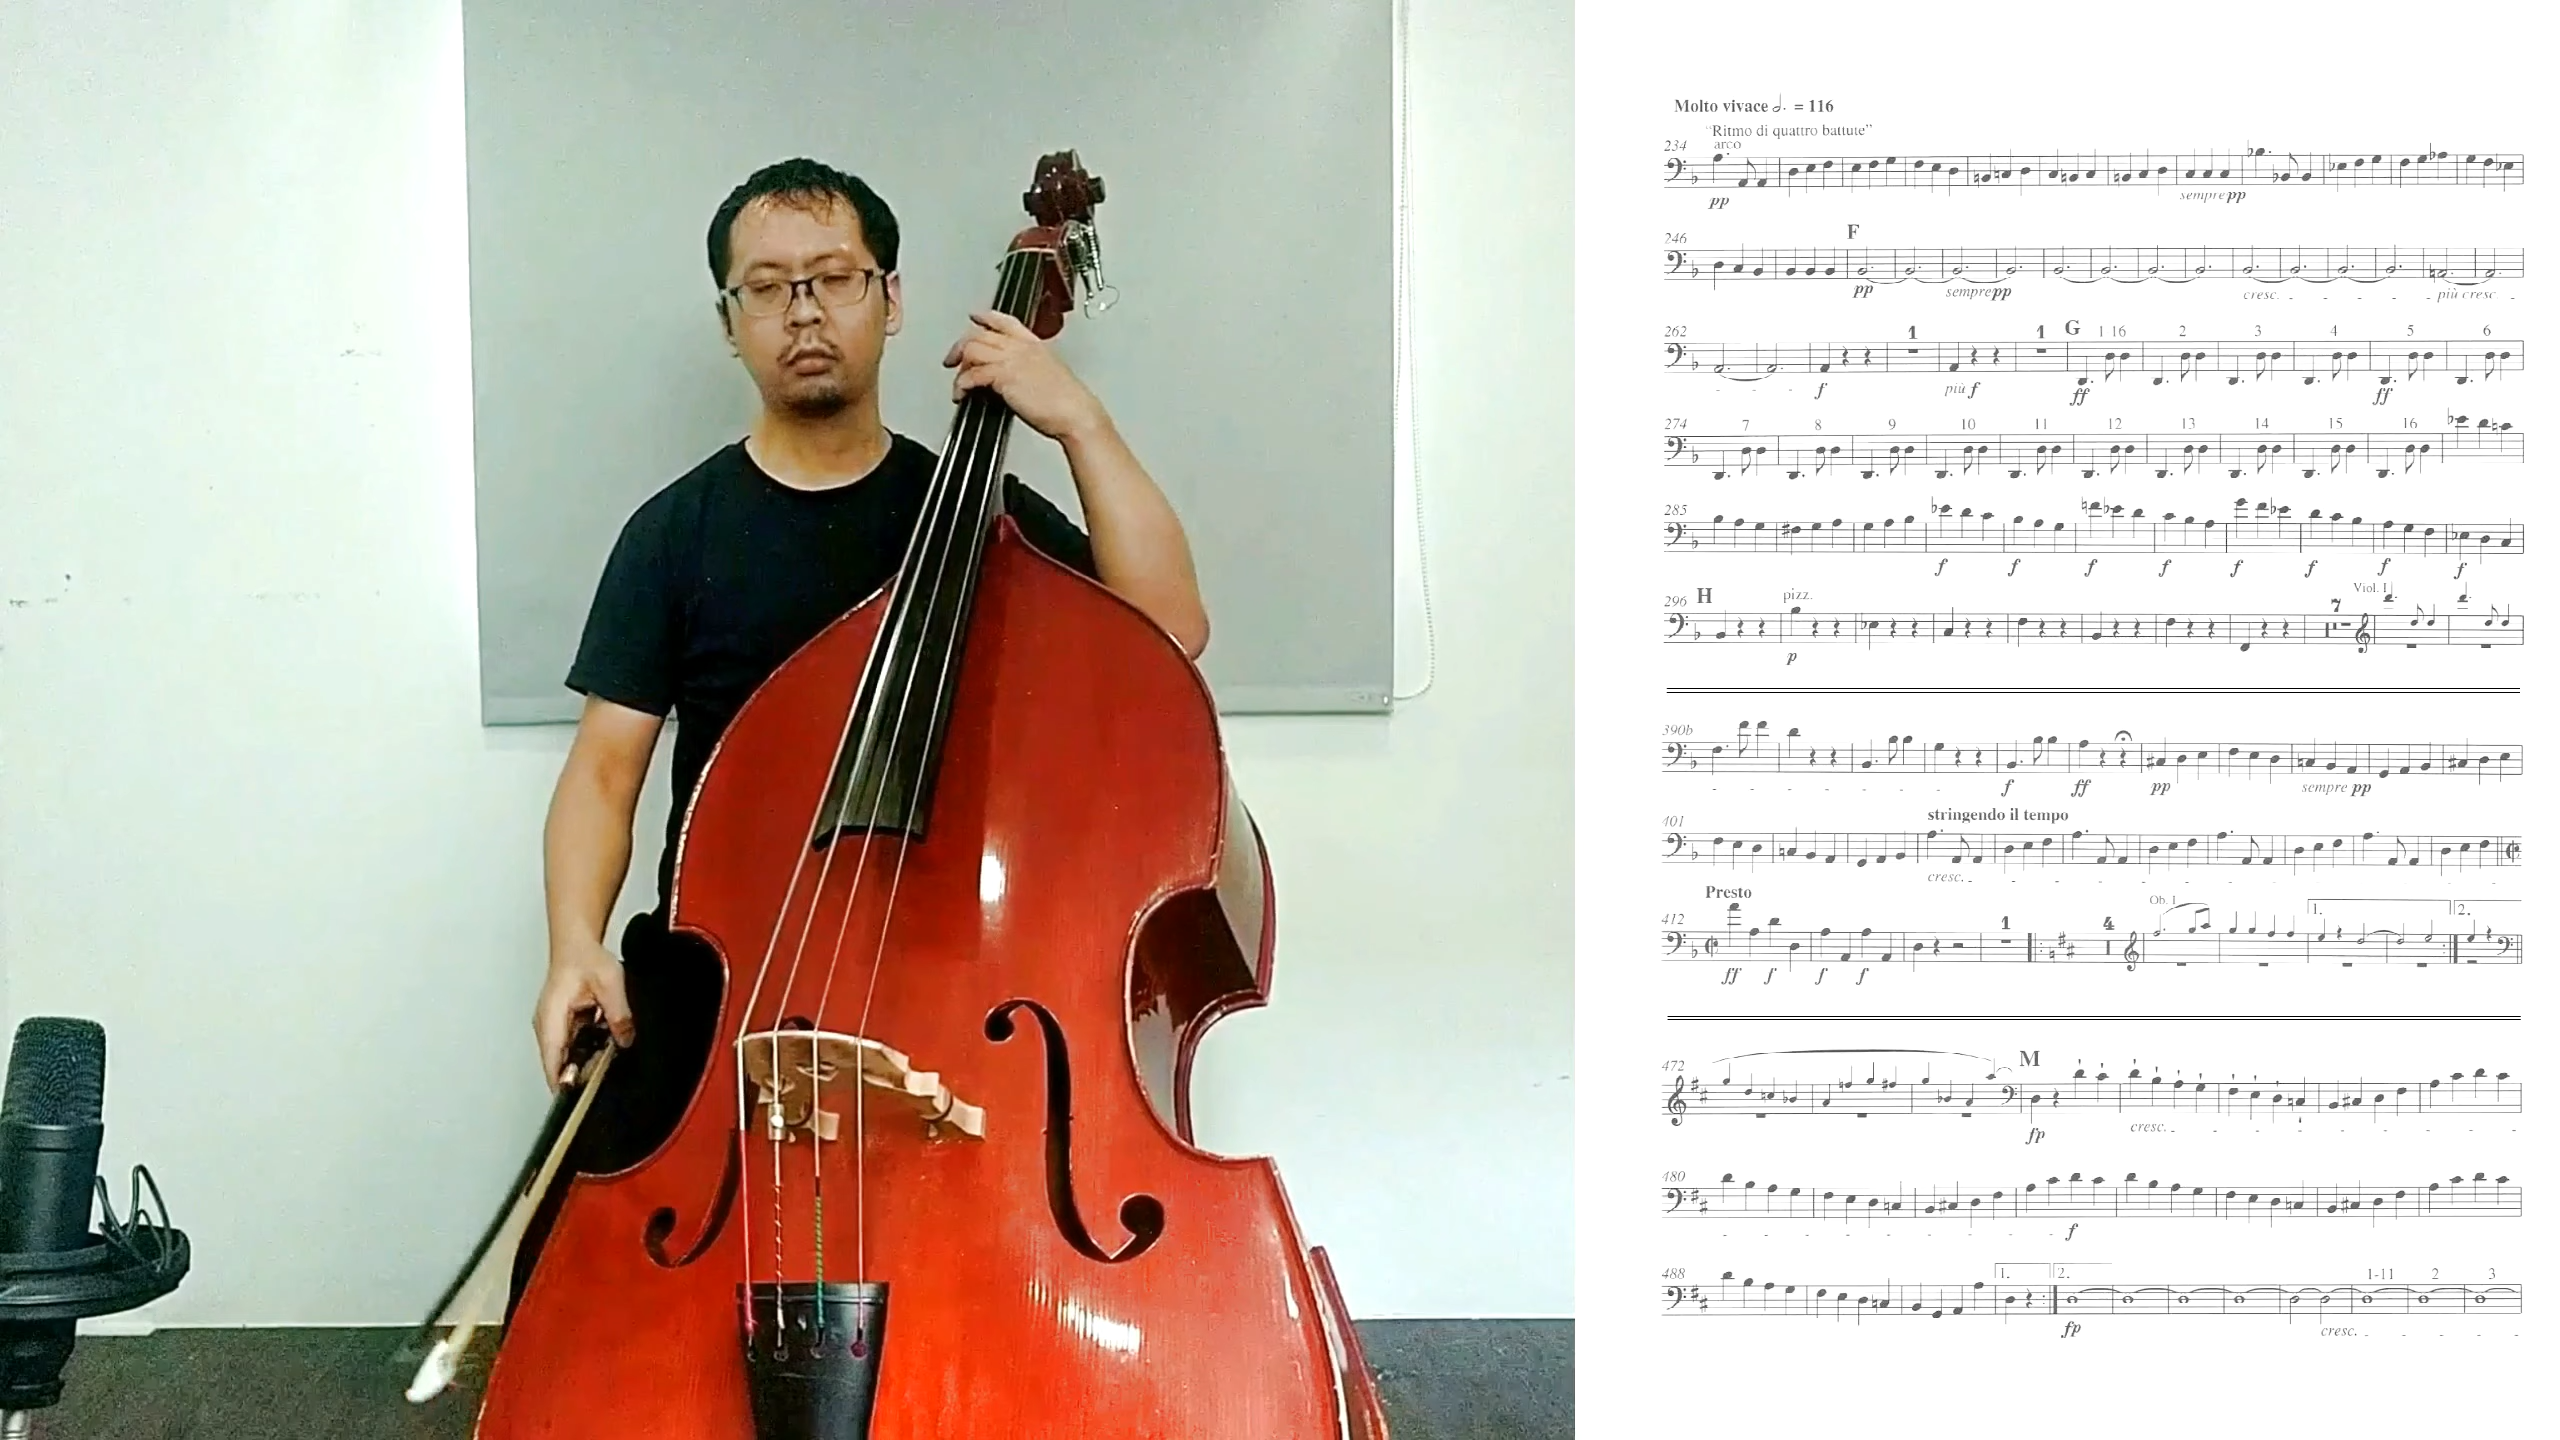 Molto vivace = 116
"Ritmo di quattro battute"
234 arco
pp sempre pp
246 F
pp sempre pp cresc. più cresc.
262 1 1 G 1 16 2 3 4 5 6
f più f ff ff
274 7 8 9 10 11 12 13 14 15 16
285
f f f f f f f f
296 H pizz. 7 Viol. I
p
390b
f ff pp sempre pp
stringendo il tempo
401
cresc.
Presto
412 1 4 Ob. I 1. 2.
ff f f f
472 M
fp cresc.
480
f
488 1. 2. 1-11 2 3
fp cresc.